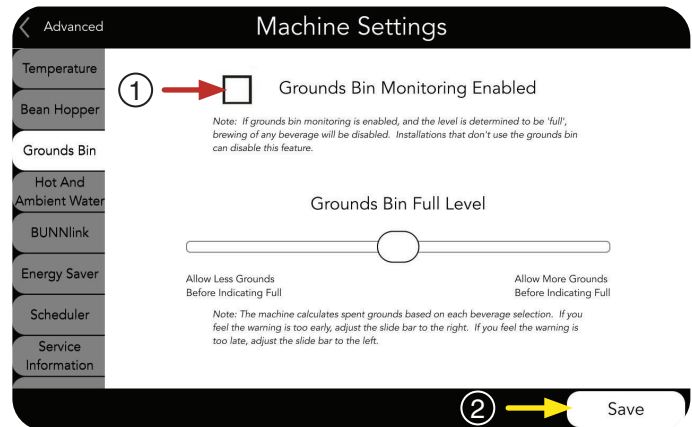 Advanced
Machine Settings
Temperature
Bean Hopper
Grounds Bin
Hot And
Ambient Water
BUNNlink
Energy Saver
Scheduler
Service
Information
1
Grounds Bin Monitoring Enabled
Note: If grounds bin monitoring is enabled, and the level is determined to be 'full',
brewing of any beverage will be disabled. Installations that don't use the grounds bin
can disable this feature.
Grounds Bin Full Level
Allow Less Grounds
Before Indicating Full
Allow More Grounds
Before Indicating Full
Note: The machine calculates spent grounds based on each beverage selection. If you
feel the warning is too early, adjust the slide bar to the right. If you feel the warning is
too late, adjust the slide bar to the left.
2
Save